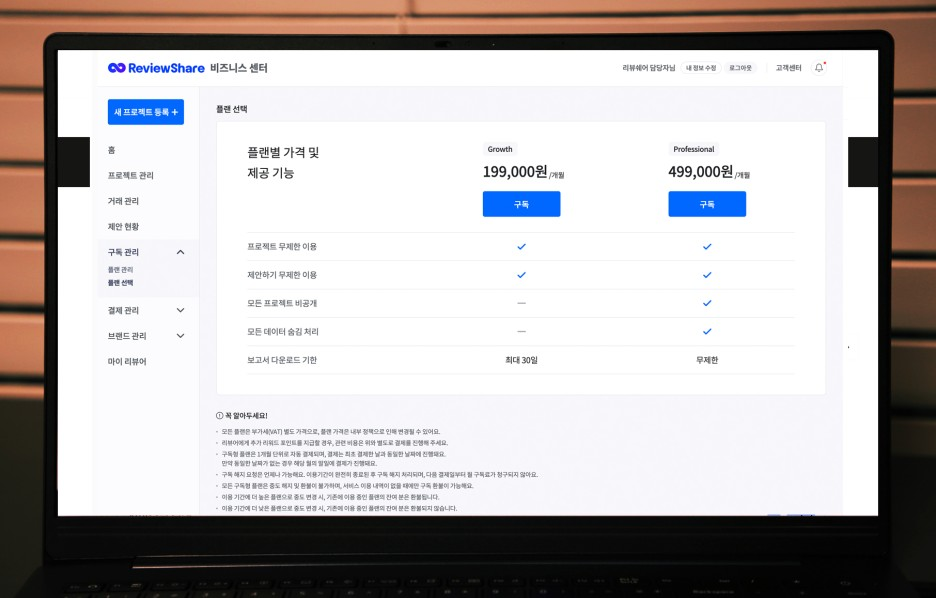 ReviewShare 비즈니스 센터
리뷰쉐어 담당자님 내 정보 수정 로그아웃 고객센터
새 프로젝트 등록 +
홈
프로젝트 관리
거래 관리
제안 현황
구독 관리
플랜 관리
플랜 선택
결제 관리
브랜드 관리
마이 리뷰어
플랜 선택
플랜별 가격 및
제공 기능
Growth
199,000원 /개월
구독
Professional
499,000원 /개월
구독
프로젝트 무제한 이용
제안하기 무제한 이용
모든 프로젝트 비공개
모든 데이터 숨김 처리
보고서 다운로드 기한 최대 30일 무제한
꼭 알아두세요!
모든 플랜은 부가세(VAT) 별도 가격으로, 플랜 가격은 내부 정책으로 인해 변경될 수 있어요.
리뷰어에게 추가 리워드 포인트를 지급할 경우, 관련 비용은 위와 별도로 결제를 진행해 주세요.
구독형 플랜은 1개월 단위로 자동 결제되며, 결제는 최초 결제한 날과 동일한 날짜에 진행돼요.
만약 동일한 날짜가 없는 경우 해당 월의 말일에 결제가 진행돼요.
구독 해지 요청은 언제나 가능해요. 이용기간이 완전히 종료된 후 구독 해지 처리되며, 다음 결제일부터 월 구독료가 청구되지 않아요.
모든 구독형 플랜은 중도 해지 및 환불이 불가하며, 서비스 이용 내역이 없을 때에만 구독 환불이 가능해요.
이용 기간에 더 높은 플랜으로 중도 변경 시, 기존에 이용 중인 플랜의 잔여 분은 환불됩니다.
이용 기간에 더 낮은 플랜으로 중도 변경 시, 기존에 이용 중인 플랜의 잔여 분은 환불되지 않습니다.